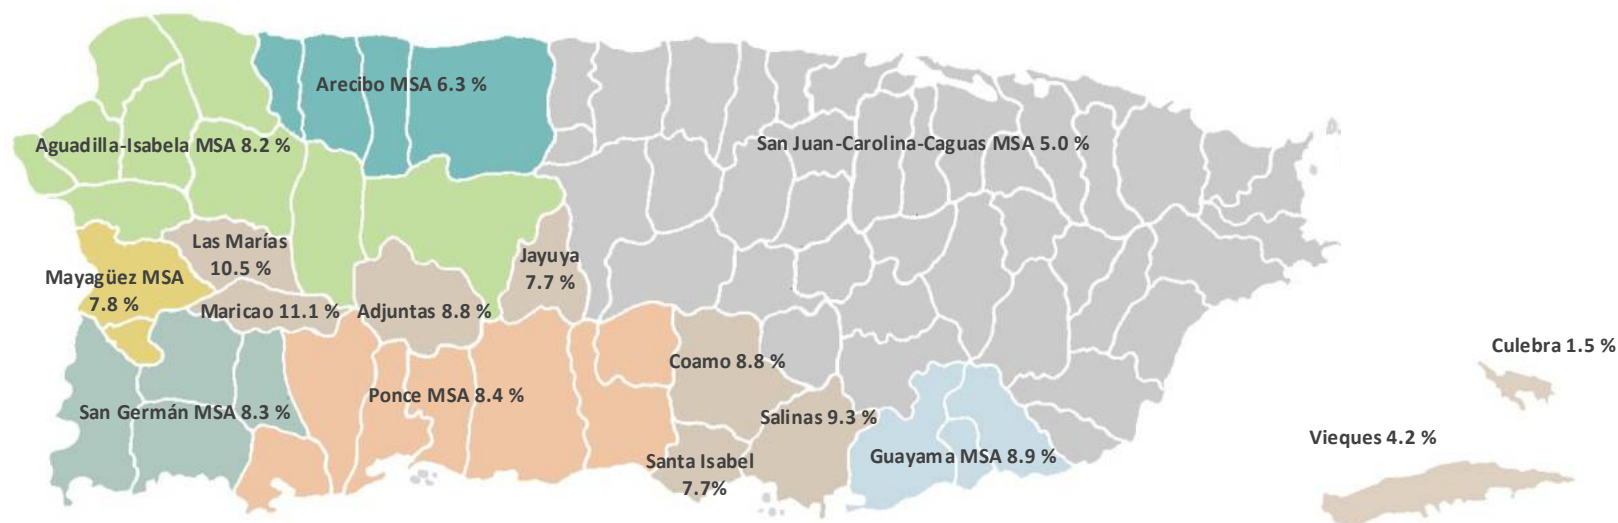 Arecibo MSA 6.3 %
Aguadilla-Isabela MSA 8.2 %
San Juan-Carolina-Caguas MSA 5.0 %
Las Marías
10.5 %
Jayuya
7.7 %
Mayagüez MSA
7.8 %
Maricao 11.1 %
Adjuntas 8.8 %
Culebra 1.5 %
Coamo 8.8 %
Ponce MSA 8.4 %
San Germán MSA 8.3 %
Salinas 9.3 %
Vieques 4.2 %
Guayama MSA 8.9 %
Santa Isabel
7.7%